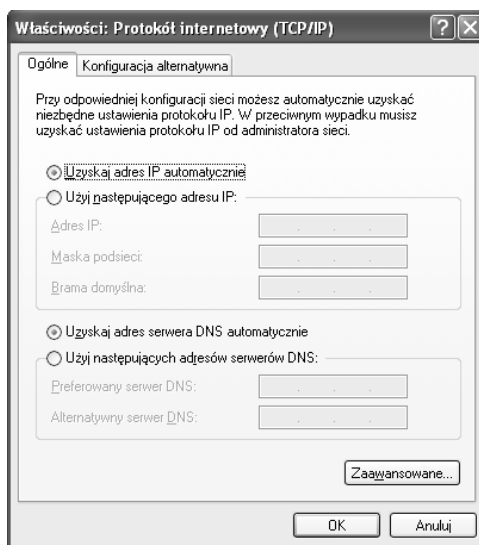 Właściwości: Protokół internetowy (TCP/IP)
Ogólne Konfiguracja alternatywna
Przy odpowiedniej konfiguracji sieci możesz automatycznie uzyskać
niezbędne ustawienia protokołu IP. W przeciwnym wypadku musisz
uzyskać ustawienia protokołu IP od administratora sieci.
Uzyskaj adres IP automatycznie
Użyj następującego adresu IP:
Adres IP:
Maska podsieci:
Brama domyślna:
Uzyskaj adres serwera DNS automatycznie
Użyj następujących adresów serwerów DNS:
Preferowany serwer DNS:
Alternatywny serwer DNS:
Zaawansowane...
OK Anuluj